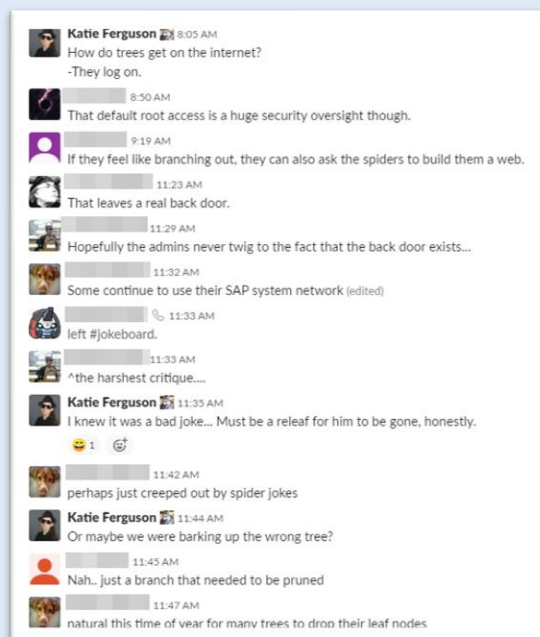 Katie Ferguson 8:05 AM
How do trees get on the internet?
-They log on.
8:50 AM
That default root access is a huge security oversight though.
9:19 AM
If they feel like branching out, they can also ask the spiders to build them a web.
11:23 AM
That leaves a real back door.
11:29 AM
Hopefully the admins never twig to the fact that the back door exists...
11:32 AM
Some continue to use their SAP system network (edited)
11:33 AM
left #jokeboard.
11:33 AM
^the harshest critique....
Katie Ferguson 11:35 AM
I knew it was a bad joke... Must be a releaf for him to be gone, honestly.
1
11:42 AM
perhaps just creeped out by spider jokes
Katie Ferguson 11:44 AM
Or maybe we were barking up the wrong tree?
11:45 AM
Nah.. just a branch that needed to be pruned
11:47 AM
natural this time of year for many trees to drop their leaf nodes